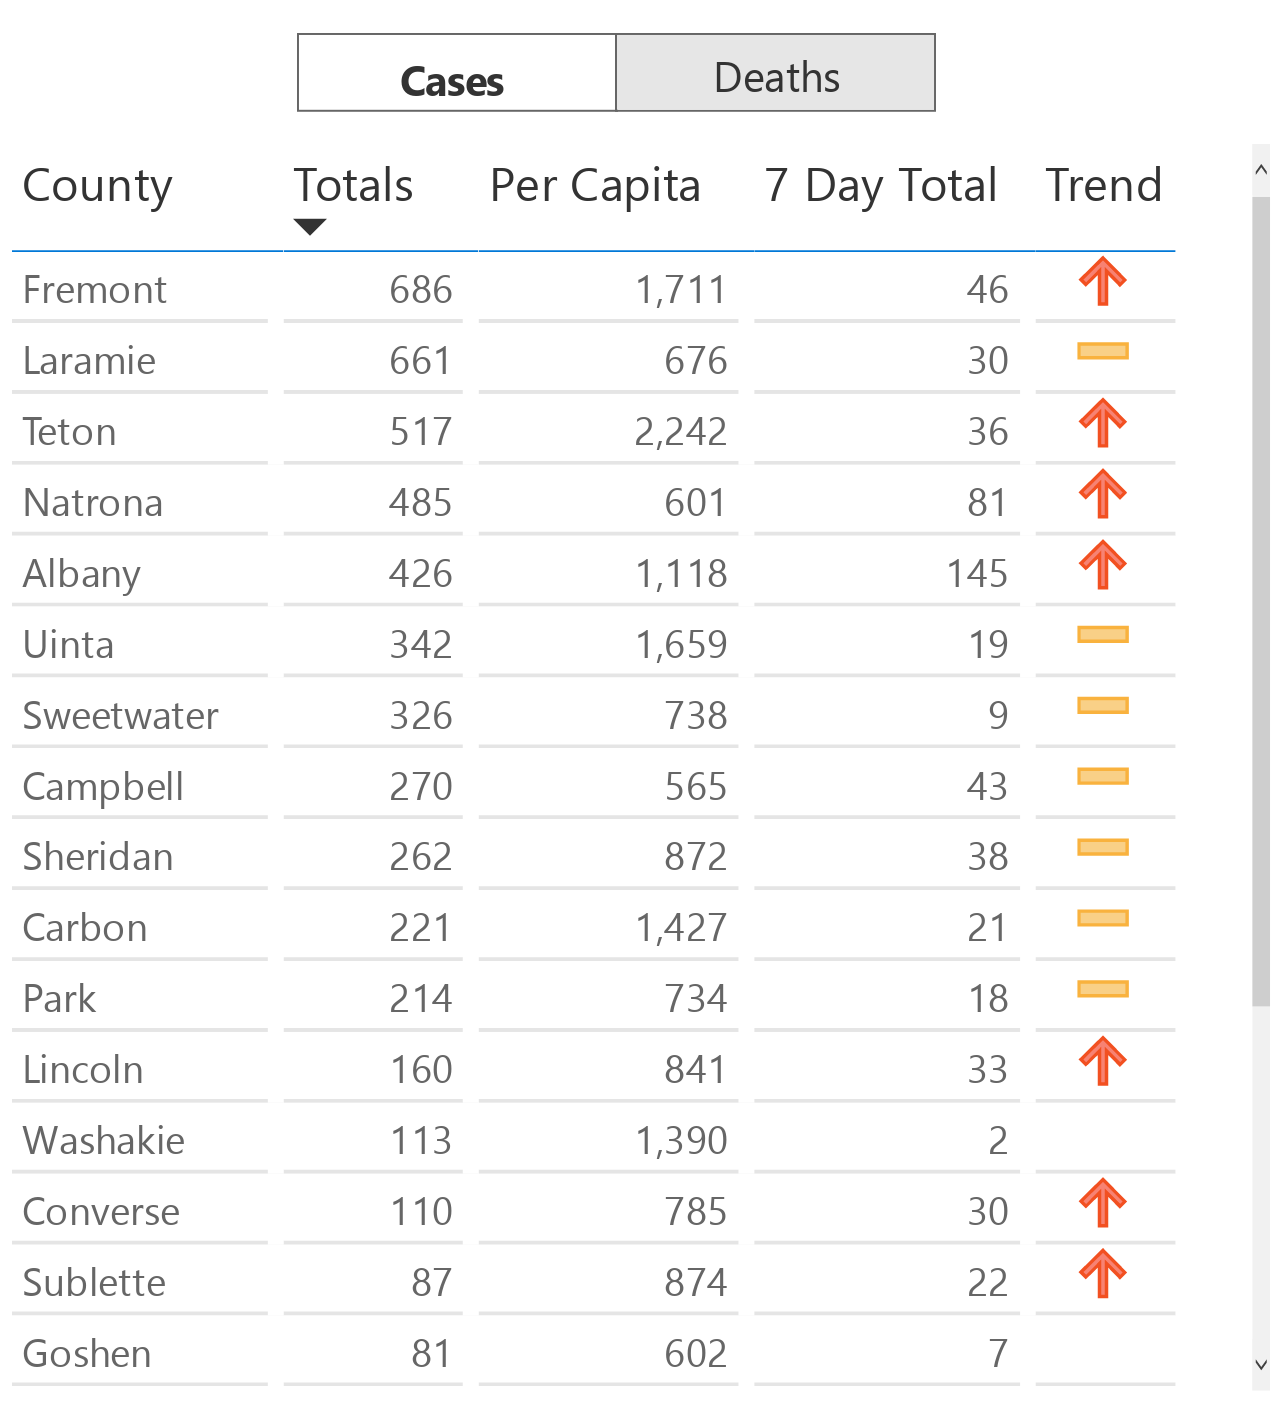 Cases Deaths
County Totals Per Capita 7 Day Total Trend
Fremont 686 1,711 46
Laramie 661 676 30
Teton 517 2,242 36
Natrona 485 601 81
Albany 426 1,118 145
Uinta 342 1,659 19
Sweetwater 326 738 9
Campbell 270 565 43
Sheridan 262 872 38
Carbon 221 1,427 21
Park 214 734 18
Lincoln 160 841 33
Washakie 113 1,390 2
Converse 110 785 30
Sublette 87 874 22
Goshen 81 602 7